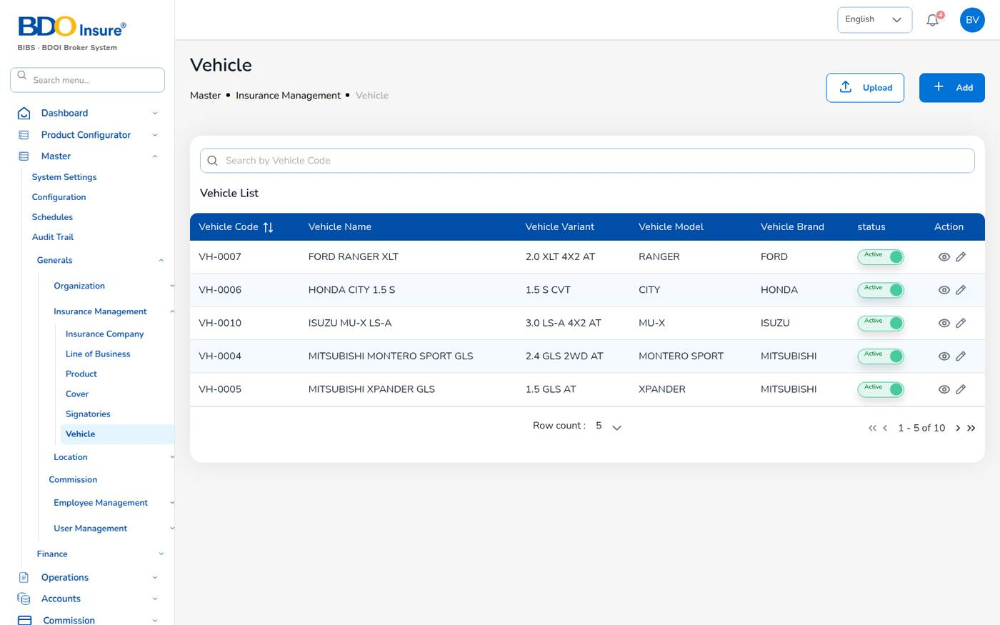 BDO Insure®
BIBS · BDOI Broker System
Search menu...
Dashboard
Product Configurator
Master
System Settings
Configuration
Schedules
Audit Trail
Generals
Organization
Insurance Management
Insurance Company
Line of Business
Product
Cover
Signatories
Vehicle
Location
Commission
Employee Management
User Management
Finance
Operations
Accounts
Commission
English
4
BV
Vehicle
Master • Insurance Management • Vehicle
Upload
Add
Search by Vehicle Code
Vehicle List
Vehicle Code Vehicle Name Vehicle Variant Vehicle Model Vehicle Brand status Action
VH-0007 FORD RANGER XLT 2.0 XLT 4X2 AT RANGER FORD Active
VH-0006 HONDA CITY 1.5 S 1.5 S CVT CITY HONDA Active
VH-0010 ISUZU MU-X LS-A 3.0 LS-A 4X2 AT MU-X ISUZU Active
VH-0004 MITSUBISHI MONTERO SPORT GLS 2.4 GLS 2WD AT MONTERO SPORT MITSUBISHI Active
VH-0005 MITSUBISHI XPANDER GLS 1.5 GLS AT XPANDER MITSUBISHI Active
Row count : 5
1 - 5 of 10